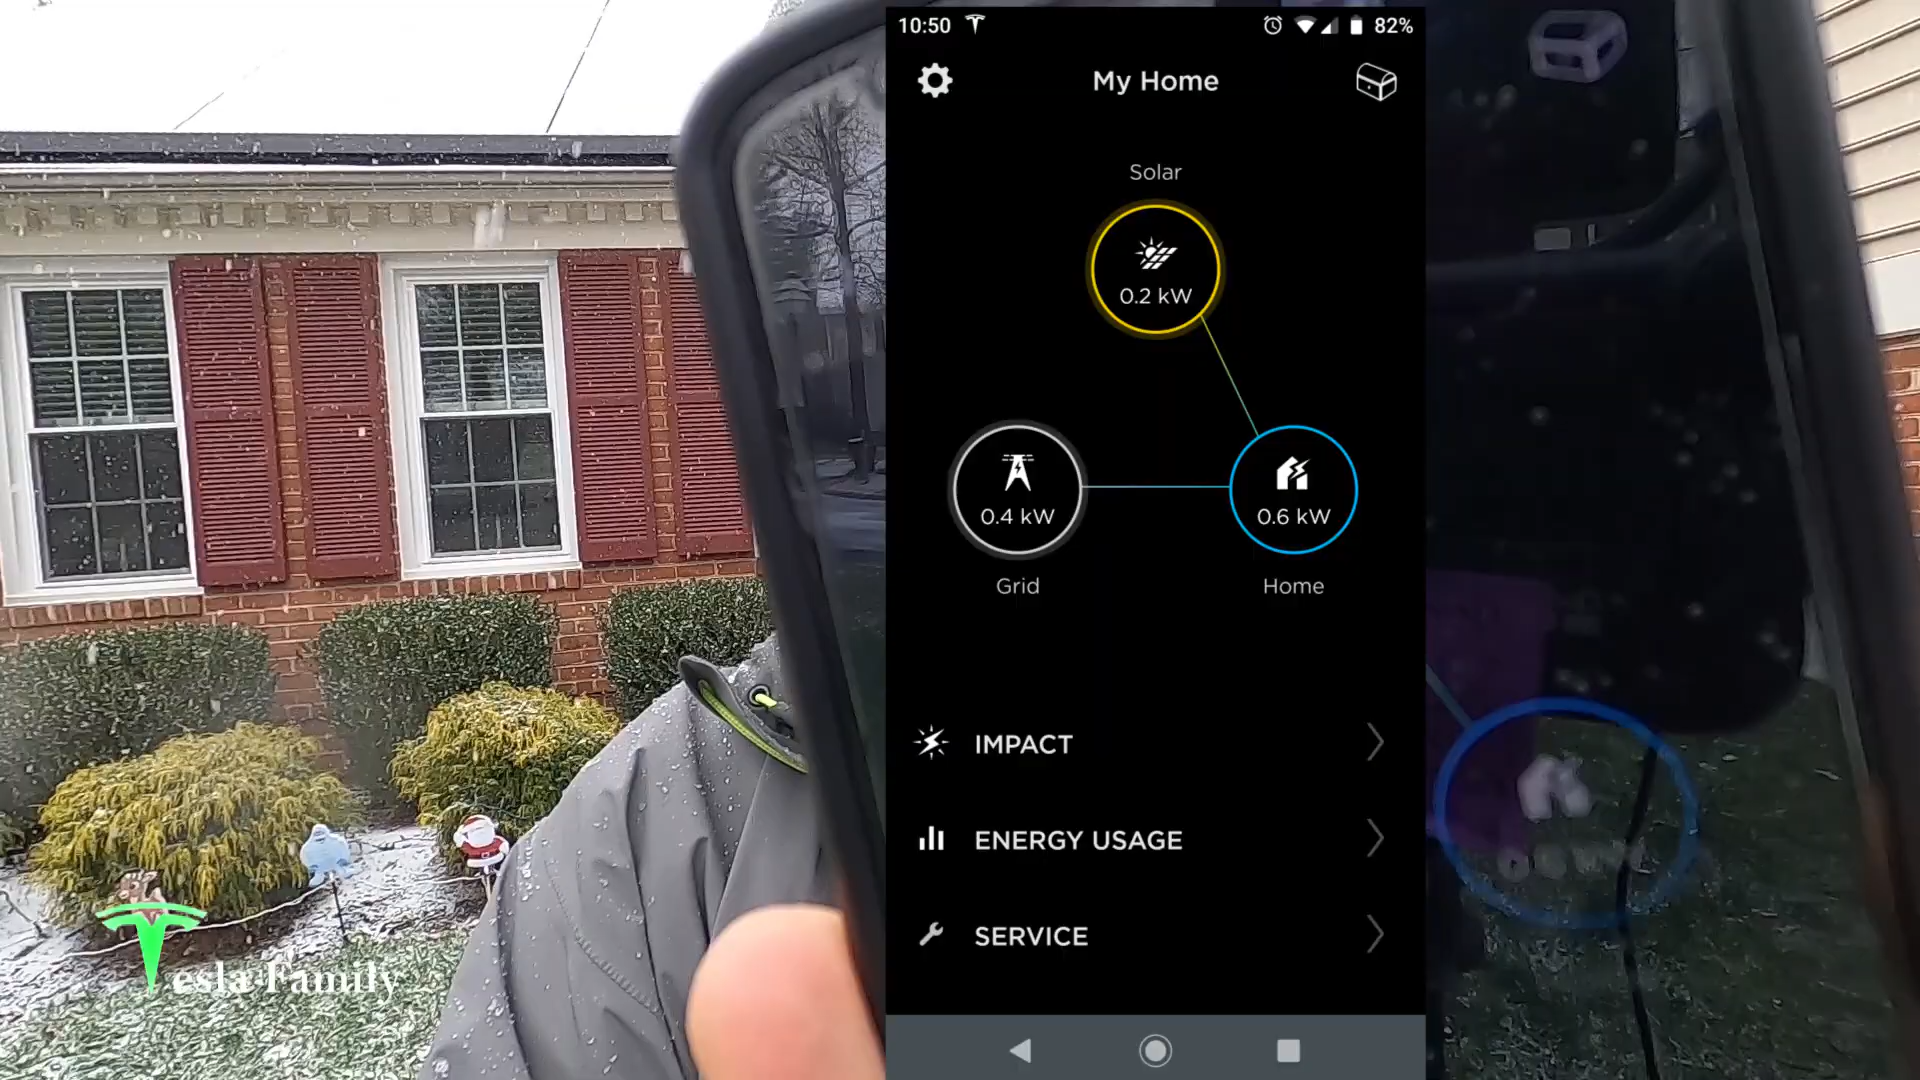 10:50
82%
My Home
Solar
0.2 kW
0.4 kW
0.6 kW
Grid
Home
IMPACT
ENERGY USAGE
SERVICE
esla Family